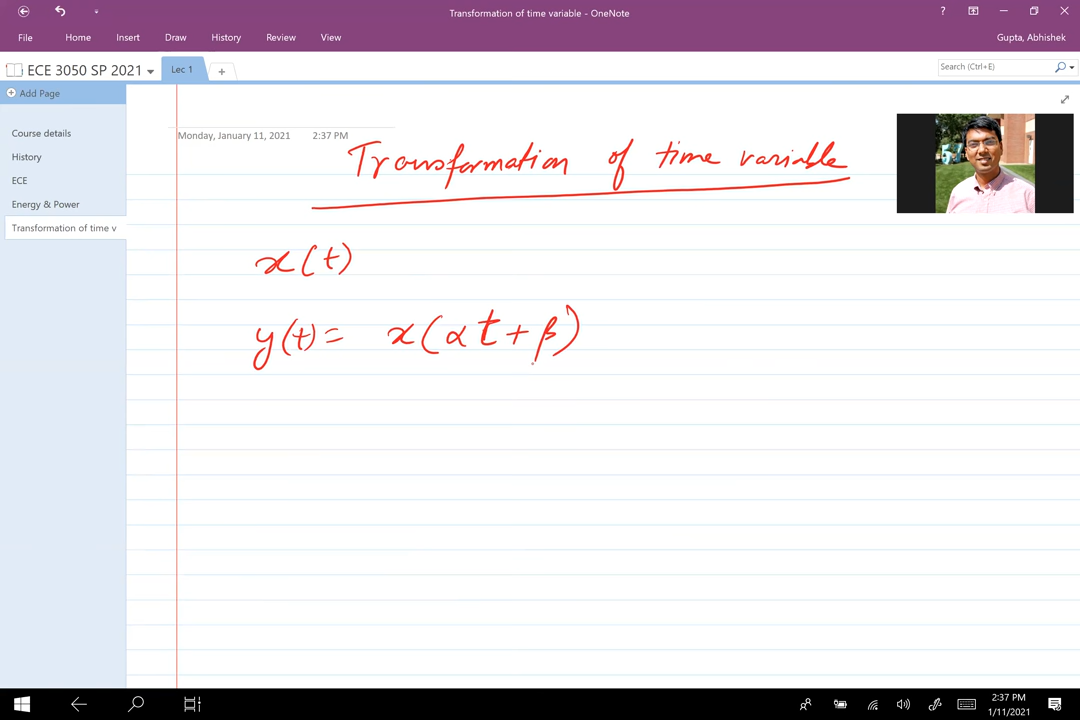 Transformation of time variable - OneNote
?
File Home Insert Draw History Review View
Gupta, Abhishek
ECE 3050 SP 2021
Lec 1
Search (Ctrl+E)
Add Page
Course details
History
ECE
Energy & Power
Transformation of time v
Monday, January 11, 2021 2:37 PM
Transformation of time variable
x(t)
y(t) = x(αt+β)
2:37 PM
1/11/2021